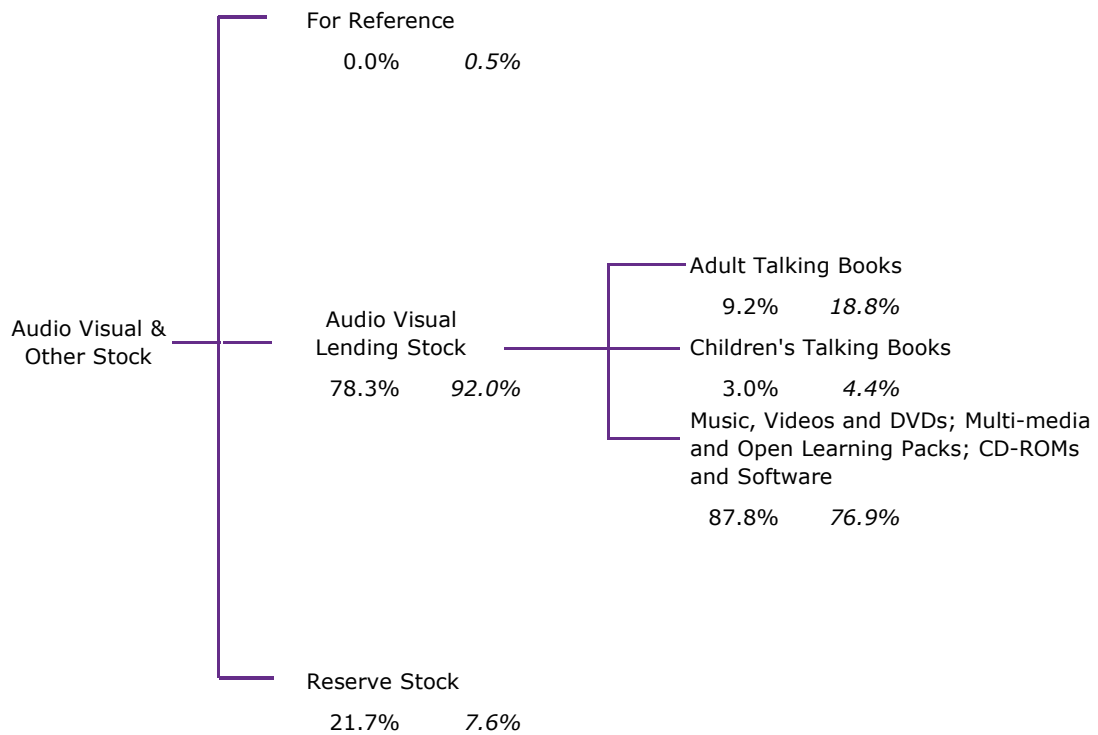 For Reference
0.0% 0.5%
Audio Visual &
Other Stock
Audio Visual
Lending Stock
78.3% 92.0%
Adult Talking Books
9.2% 18.8%
Children's Talking Books
3.0% 4.4%
Music, Videos and DVDs; Multi-media
and Open Learning Packs; CD-ROMs
and Software
87.8% 76.9%
Reserve Stock
21.7% 7.6%